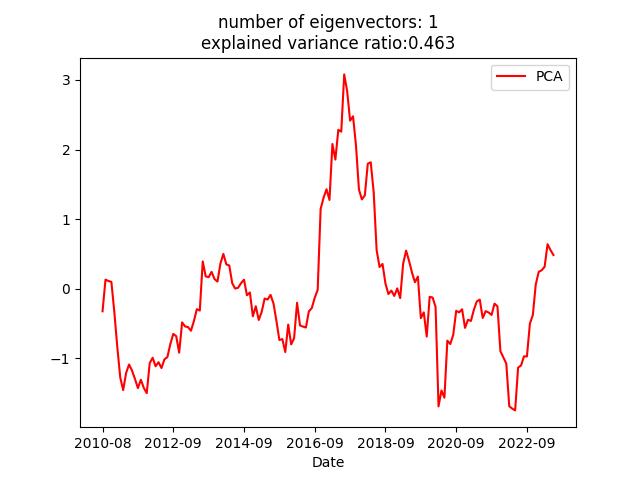 number of eigenvectors: 1
explained variance ratio:0.463
PCA
3
2
1
0
−1
2010-08 2012-09 2014-09 2016-09 2018-09 2020-09 2022-09
Date